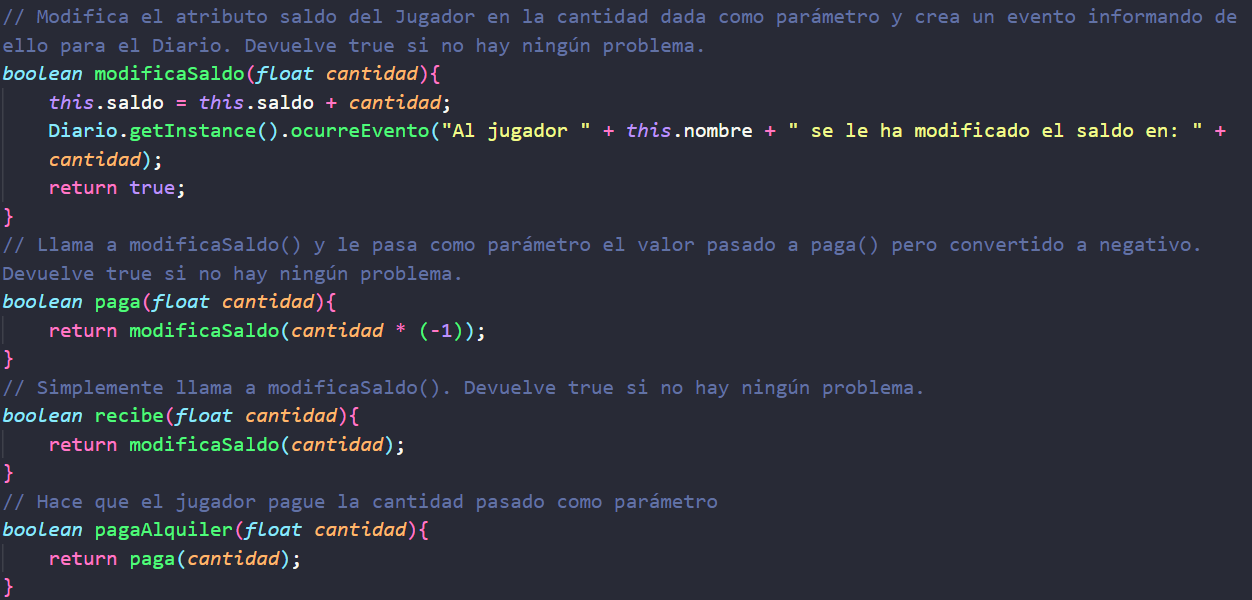 // Modifica el atributo saldo del Jugador en la cantidad dada como parámetro y crea un evento informando de
ello para el Diario. Devuelve true si no hay ningún problema.
boolean modificaSaldo(float cantidad){
    this.saldo = this.saldo + cantidad;
    Diario.getInstance().ocurreEvento("Al jugador " + this.nombre + " se le ha modificado el saldo en: " +
    cantidad);
    return true;
}
// Llama a modificaSaldo() y le pasa como parámetro el valor pasado a paga() pero convertido a negativo.
Devuelve true si no hay ningún problema.
boolean paga(float cantidad){
    return modificaSaldo(cantidad * (-1));
}
// Simplemente llama a modificaSaldo(). Devuelve true si no hay ningún problema.
boolean recibe(float cantidad){
    return modificaSaldo(cantidad);
}
// Hace que el jugador pague la cantidad pasado como parámetro
boolean pagaAlquiler(float cantidad){
    return paga(cantidad);
}